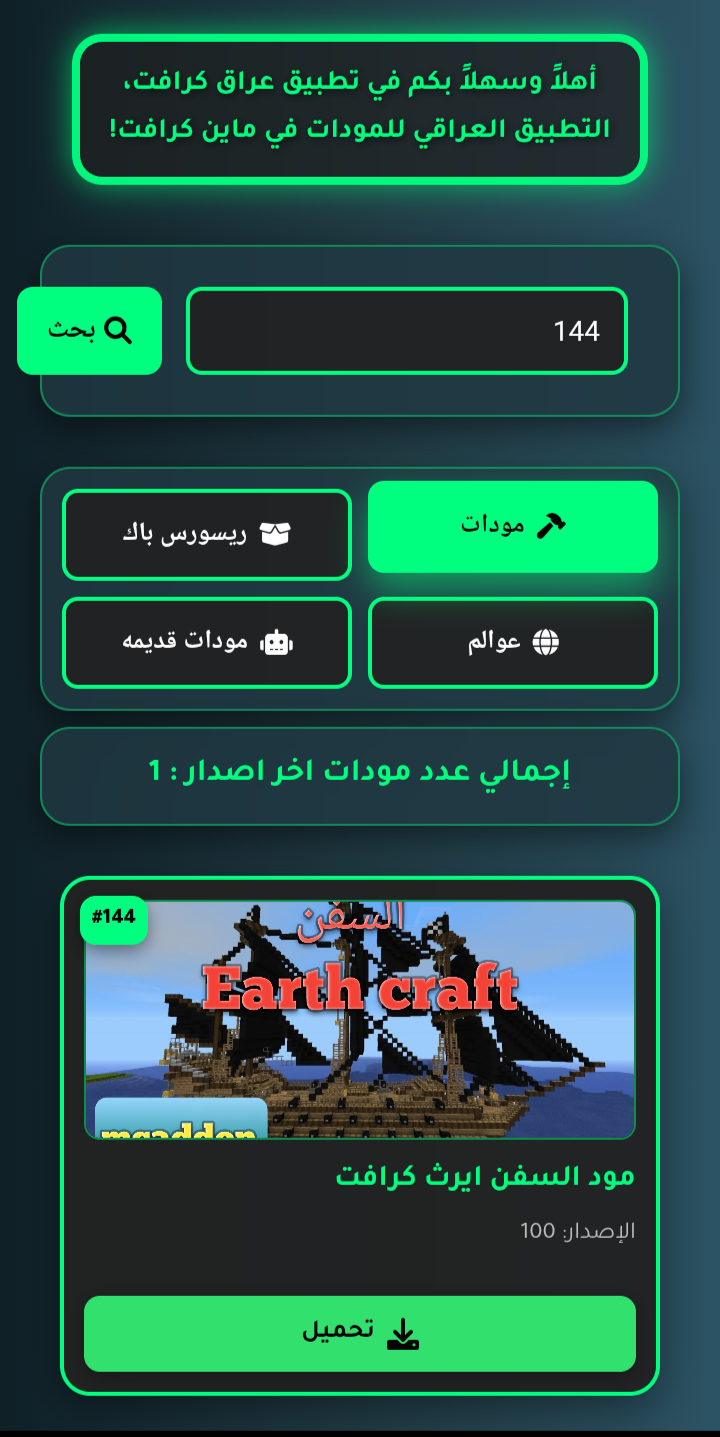 أهلاً وسهلاً بكم في تطبيق عراق كرافت،
التطبيق العراقي للمودات في ماين كرافت!
144
بحث
مودات
ريسورس باك
عوالم
مودات قديمه
إجمالي عدد مودات اخر اصدار : 1
#144
السفن
Earth craft
mgaddon
مود السفن ايرث كرافت
الإصدار: 100
تحميل